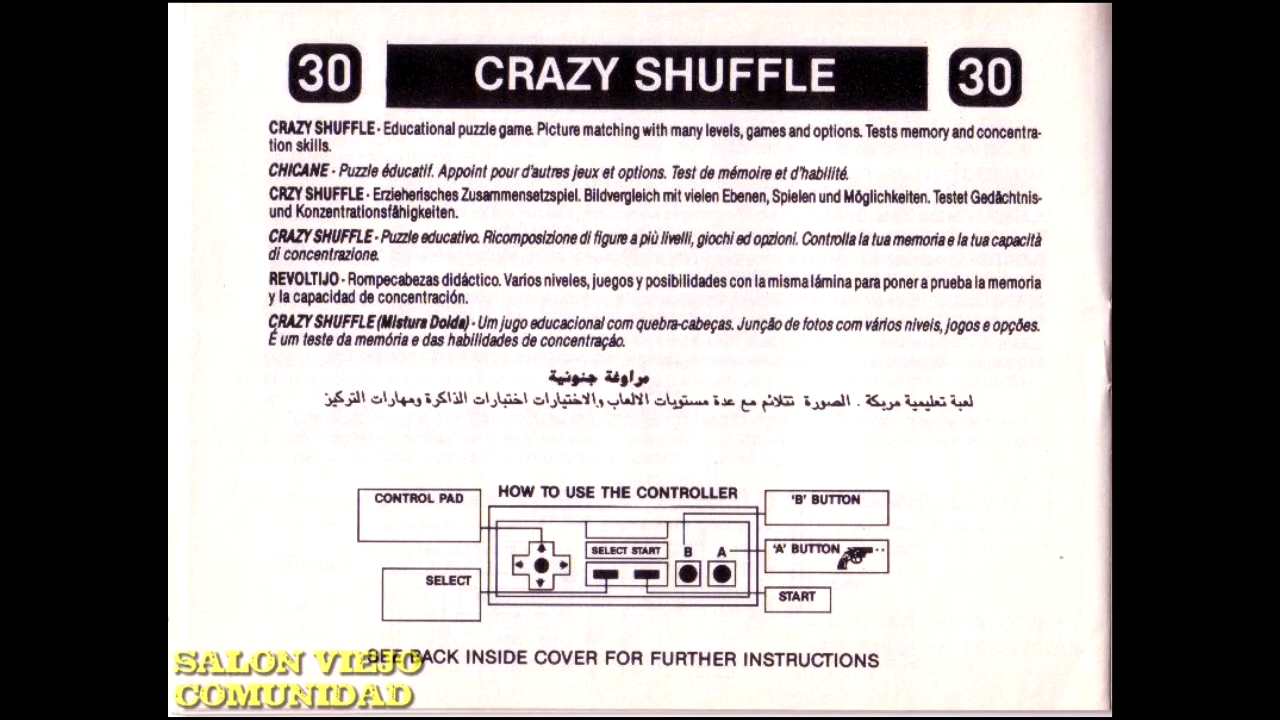 30 CRAZY SHUFFLE 30
CRAZY SHUFFLE - Educational puzzle game. Picture matching with many levels, games and options. Tests memory and concentra-
tion skills.
CHICANE - Puzzle éducatif. Appoint pour d'autres jeux et options. Test de mémoire et d'habilité.
CRZY SHUFFLE - Erzieherisches Zusammensetzspiel. Bildvergleich mit vielen Ebenen, Spielen und Möglichkeiten. Testet Gedächtnis-
und Konzentrationsfähigkeiten.
CRAZY SHUFFLE - Puzzle educativo. Ricomposizione di figure a più livelli, giochi ed opzioni. Controlla la tua memoria e la tua capacità
di concentrazione.
REVOLTIJO - Rompecabezas didáctico. Varios niveles, juegos y posibilidades con la misma lámina para poner a prueba la memoria
y la capacidad de concentración.
CRAZY SHUFFLE (Mistura Doida) - Um jugo educacional com quebra-cabeças. Junção de fotos com vários niveis, jogos e opções.
É um teste da memória e das habilidades de concentração.
مراوغة جنونية
لعبة تعليمية مربكة . الصورة تتلائم مع عدة مستويات الالعاب والاختيارات اختبارات الذاكرة ومهارات التركيز
HOW TO USE THE CONTROLLER
CONTROL PAD
'B' BUTTON
SELECT START B A
'A' BUTTON
SELECT
START
SEE BACK INSIDE COVER FOR FURTHER INSTRUCTIONS
SALON VIEJO
COMUNIDAD